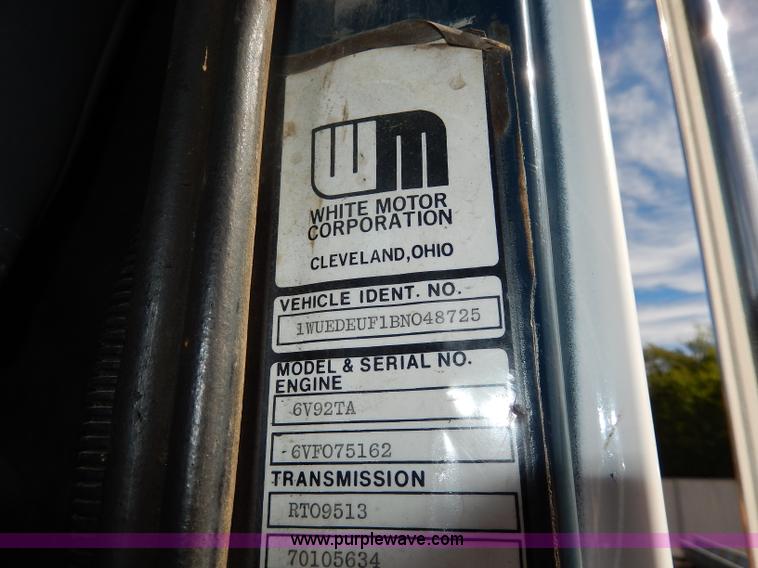 WM
WHITE MOTOR
CORPORATION
CLEVELAND,OHIO
VEHICLE IDENT. NO.
1WUEDEUF1BN048725
MODEL & SERIAL NO.
ENGINE
6V92TA
-6VF075162
TRANSMISSION
RT09513
www.purplewave.com
70105634